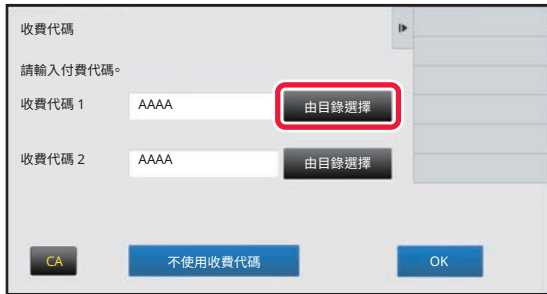 收費代碼
請輸入付費代碼。
收費代碼 1 AAAA 由目錄選擇
收費代碼 2 AAAA 由目錄選擇
CA 不使用收費代碼 OK